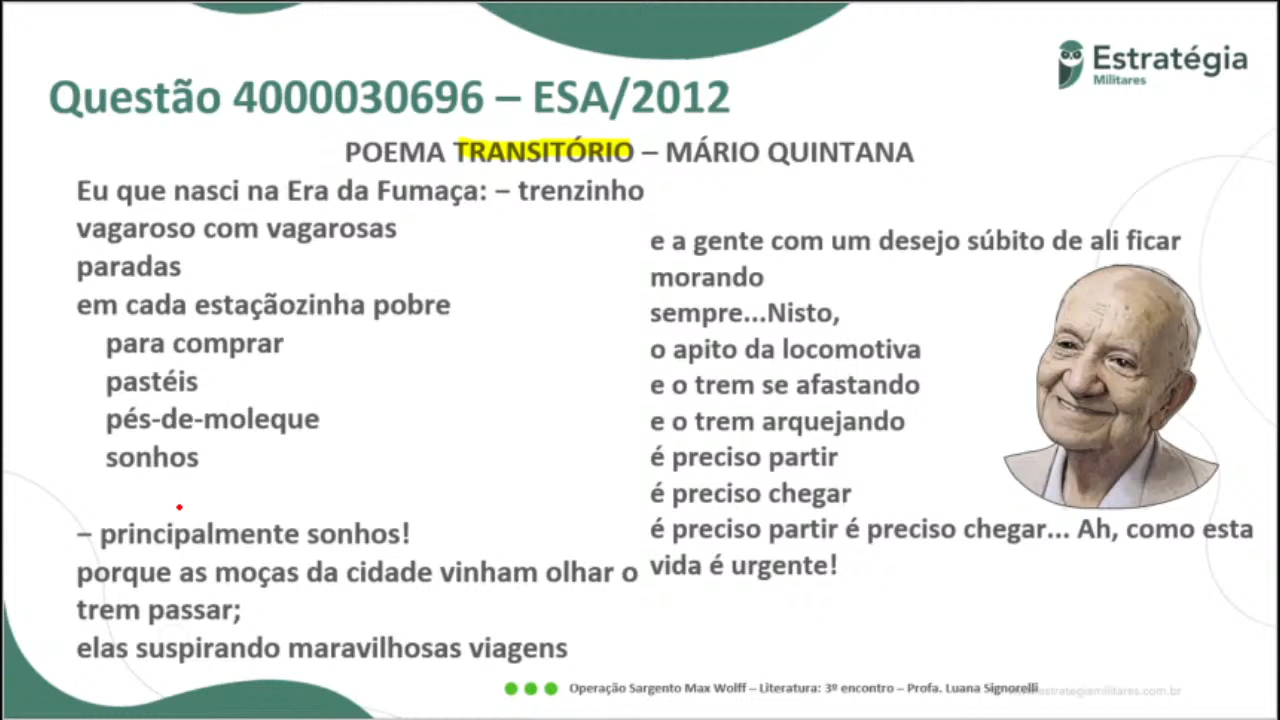 Estratégia
Militares
Questão 4000030696 – ESA/2012
POEMA TRANSITÓRIO – MÁRIO QUINTANA
Eu que nasci na Era da Fumaça: – trenzinho
vagaroso com vagarosas
paradas
em cada estaçãozinha pobre
para comprar
pastéis
pés-de-moleque
sonhos
– principalmente sonhos!
porque as moças da cidade vinham olhar o
trem passar;
elas suspirando maravilhosas viagens
e a gente com um desejo súbito de ali ficar
morando
sempre...Nisto,
o apito da locomotiva
e o trem se afastando
e o trem arquejando
é preciso partir
é preciso chegar
é preciso partir é preciso chegar... Ah, como esta
vida é urgente!
Operação Sargento Max Wolff – Literatura: 3º encontro – Profa. Luana Signorelli
estrategiamilitares.com.br